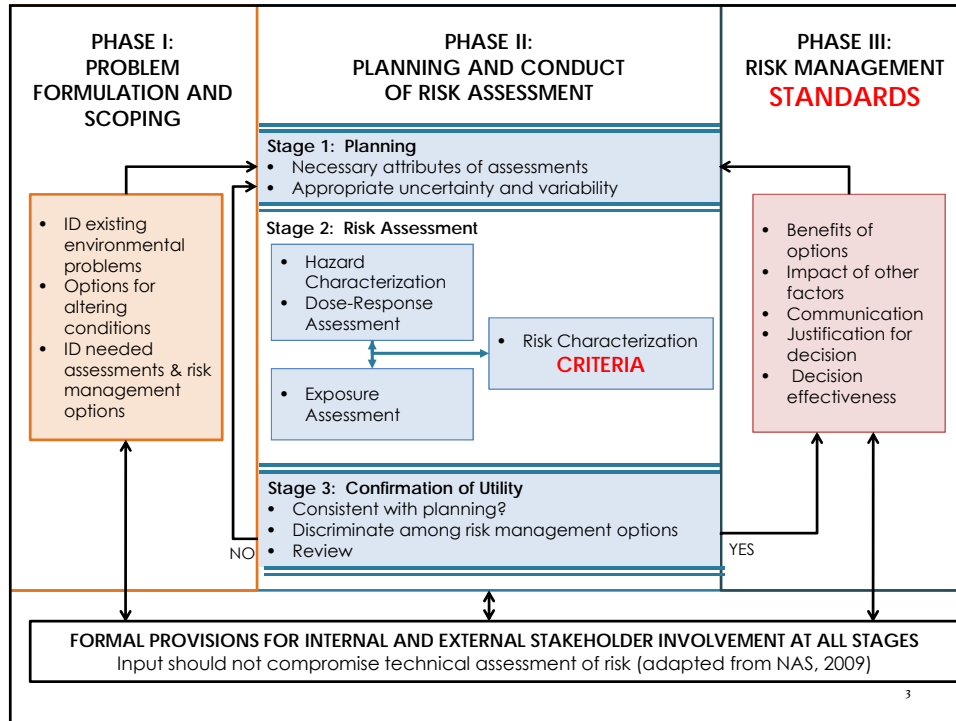 PHASE I:
PROBLEM
FORMULATION AND
SCOPING
• ID existing
environmental
problems
• Options for
altering
conditions
• ID needed
assessments & risk
management
options
PHASE II:
PLANNING AND CONDUCT
OF RISK ASSESSMENT
Stage 1: Planning
• Necessary attributes of assessments
• Appropriate uncertainty and variability
Stage 2: Risk Assessment
• Hazard
Characterization
• Dose-Response
Assessment
• Exposure
Assessment
• Risk Characterization
CRITERIA
Stage 3: Confirmation of Utility
• Consistent with planning?
• Discriminate among risk management options
• Review
NO
YES
PHASE III:
RISK MANAGEMENT
STANDARDS
• Benefits of
options
• Impact of other
factors
• Communication
• Justification for
decision
• Decision
effectiveness
FORMAL PROVISIONS FOR INTERNAL AND EXTERNAL STAKEHOLDER INVOLVEMENT AT ALL STAGES
Input should not compromise technical assessment of risk (adapted from NAS, 2009)
3